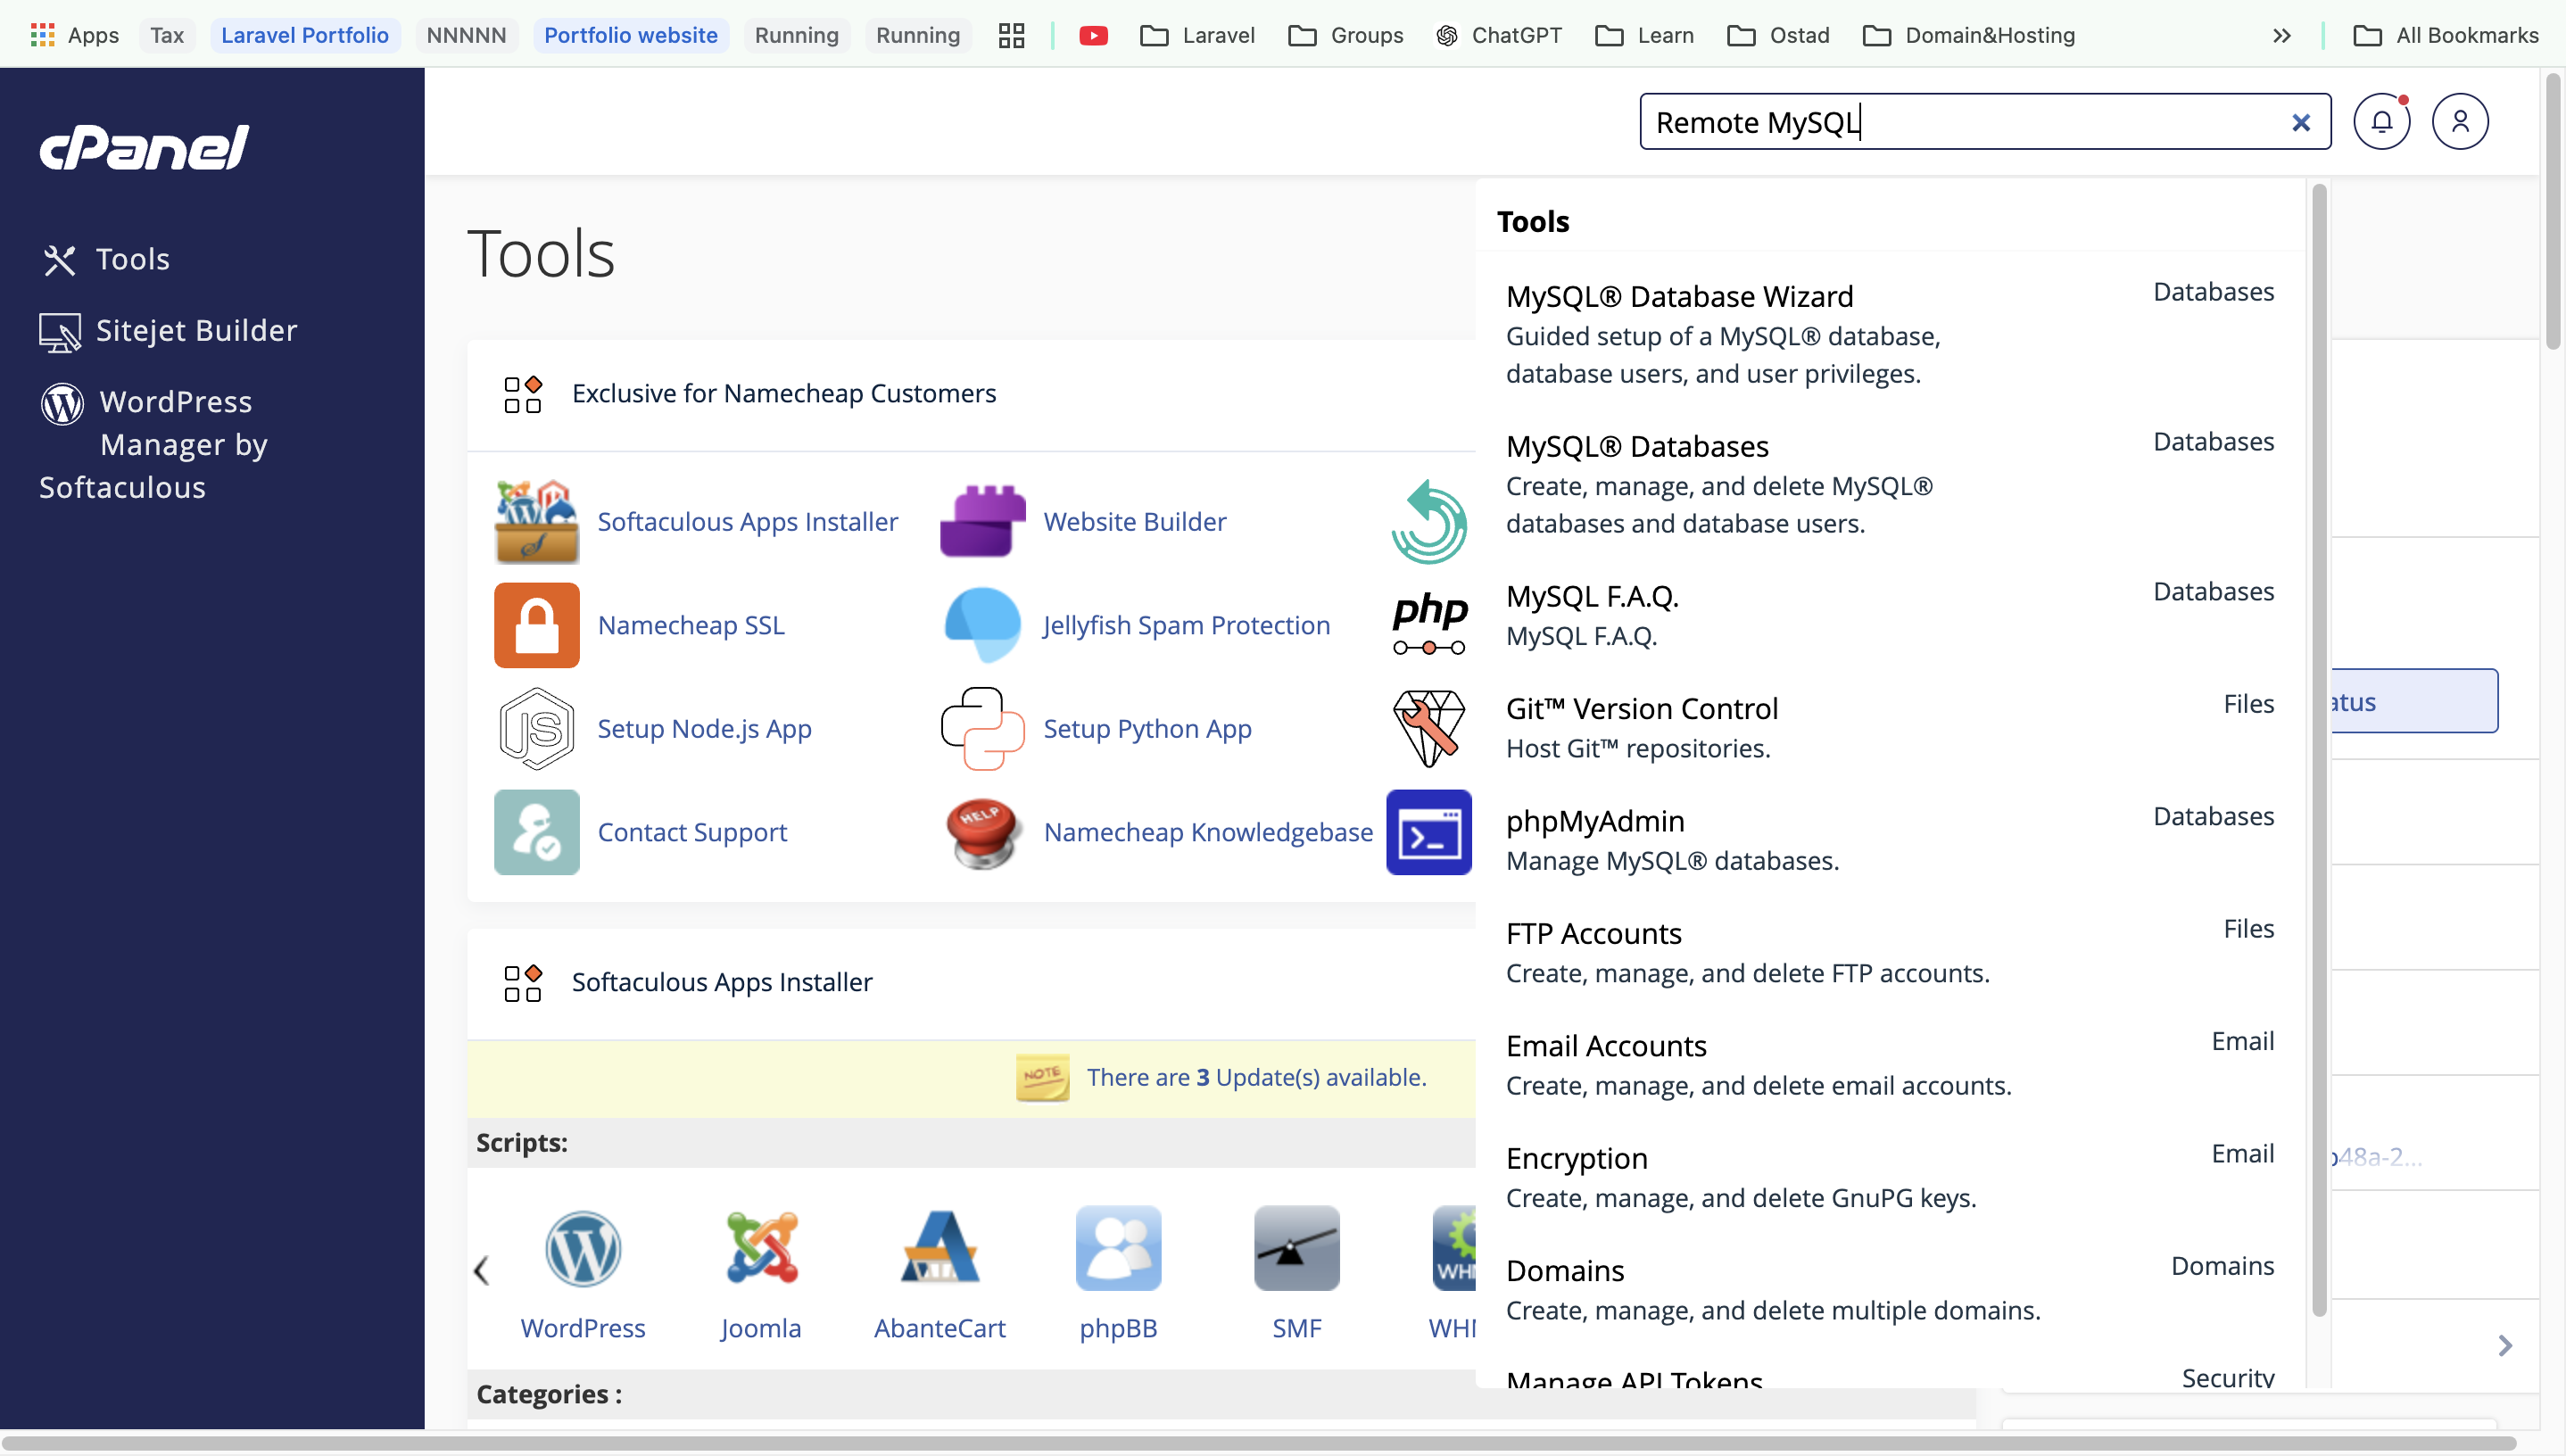 Apps
Tax
Laravel Portfolio
NNNNN
Portfolio website
Running
Running
Laravel
Groups
ChatGPT
Learn
Ostad
Domain&Hosting
All Bookmarks
cPanel
Remote MySQL
Tools
Sitejet Builder
WordPress
Manager by
Softaculous
Tools
Exclusive for Namecheap Customers
Softaculous Apps Installer
Website Builder
Namecheap SSL
Jellyfish Spam Protection
php
Setup Node.js App
Setup Python App
Contact Support
HELP
Namecheap Knowledgebase
Softaculous Apps Installer
NOTE
There are 3 Update(s) available.
Scripts:
WordPress
Joomla
AbanteCart
phpBB
SMF
Categories :
Tools
MySQL® Database Wizard
Databases
Guided setup of a MySQL® database,
database users, and user privileges.
MySQL® Databases
Databases
Create, manage, and delete MySQL®
databases and database users.
MySQL F.A.Q.
Databases
MySQL F.A.Q.
Git™ Version Control
Files
Host Git™ repositories.
phpMyAdmin
Databases
Manage MySQL® databases.
FTP Accounts
Files
Create, manage, and delete FTP accounts.
Email Accounts
Email
Create, manage, and delete email accounts.
Encryption
Email
Create, manage, and delete GnuPG keys.
Domains
Domains
Create, manage, and delete multiple domains.
Manage API Tokens
Security